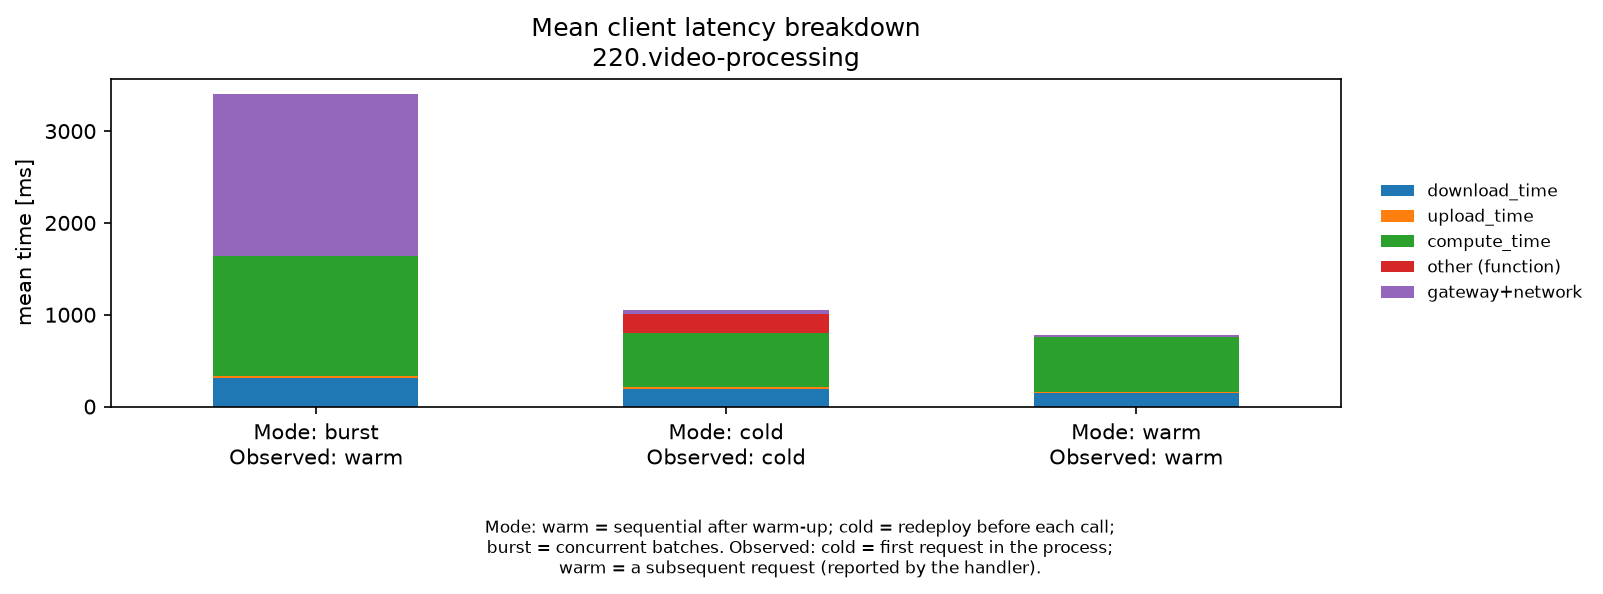 Mean client latency breakdown
220.video-processing
mean time [ms]
3000
2000
1000
0
Mode: burst
Observed: warm
Mode: cold
Observed: cold
Mode: warm
Observed: warm
download_time
upload_time
compute_time
other (function)
gateway+network
Mode: warm = sequential after warm-up; cold = redeploy before each call;
burst = concurrent batches. Observed: cold = first request in the process;
warm = a subsequent request (reported by the handler).